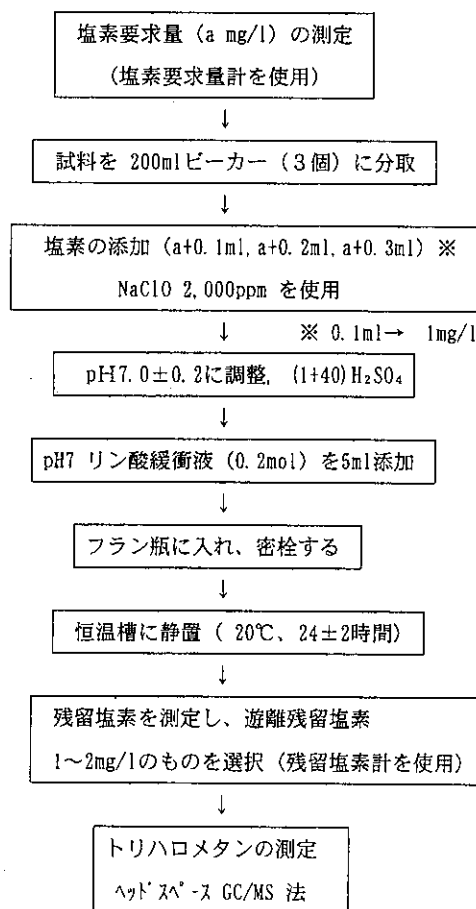 塩素要求量(a mg/l)の測定
(塩素要求量計を使用)
↓
試料を 200mlビーカー(3個)に分取
↓
塩素の添加(a+0.1ml,a+0.2ml,a+0.3ml)※
NaClO 2,000ppm を使用
↓ ※ 0.1ml→ 1mg/l
pH7.0±0.2に調整, (1+40)H₂SO₄
↓
pH7 リン酸緩衝液(0.2mol)を5ml添加
↓
フラン瓶に入れ、密栓する
↓
恒温槽に静置( 20℃、24±2時間)
↓
残留塩素を測定し、遊離残留塩素
1～2mg/lのものを選択(残留塩素計を使用)
↓
トリハロメタンの測定
ﾍｯﾄﾞｽﾍﾟｰｽ GC/MS 法